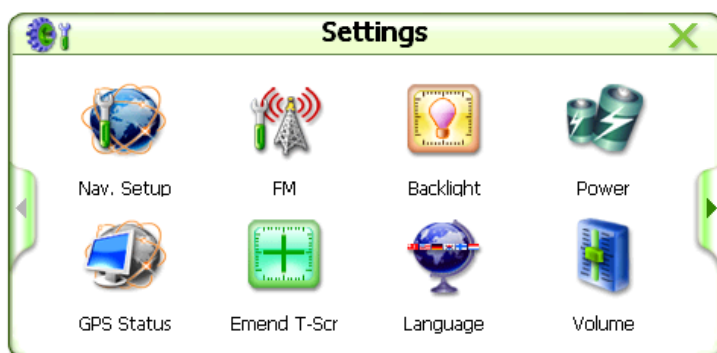 Settings
Nav. Setup
FM
Backlight
Power
GPS Status
Emend T-Scr
Language
Volume